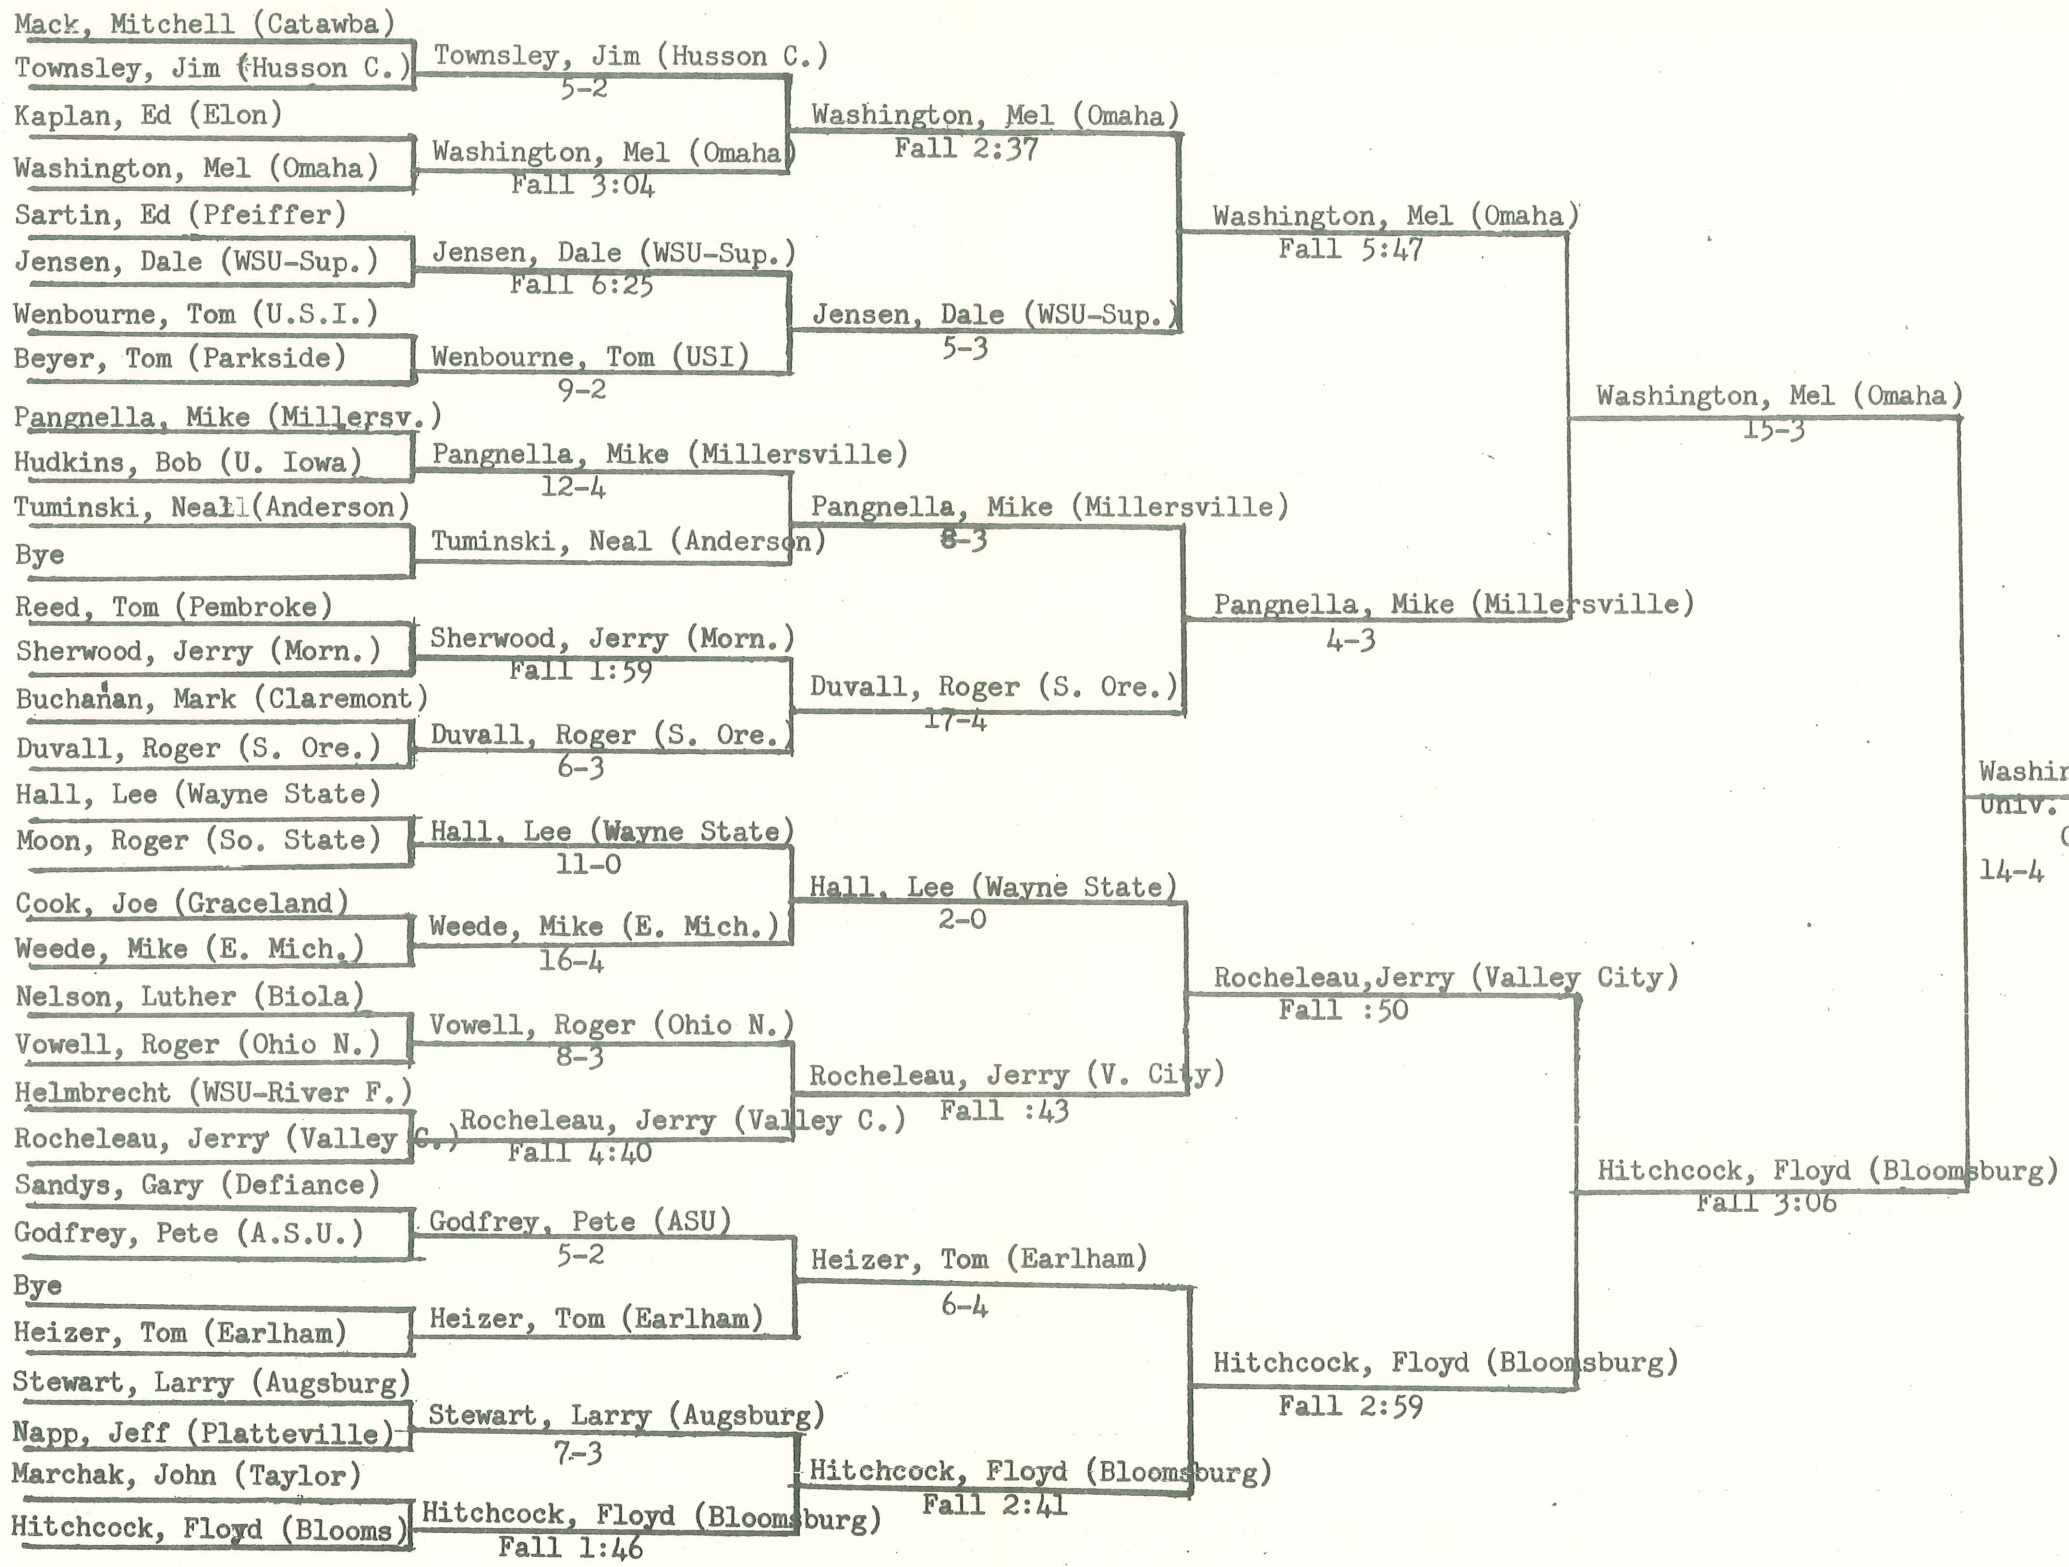 Mack, Mitchell (Catawba)
Townsley, Jim (Husson C.)
Kaplan, Ed (Elon)
Washington, Mel (Omaha)
Sartin, Ed (Pfeiffer)
Jensen, Dale (WSU-Sup.)
Wenbourne, Tom (U.S.I.)
Beyer, Tom (Parkside)
Pangnella, Mike (Millersv.)
Hudkins, Bob (U. Iowa)
Tuminski, Neal (Anderson)
Bye
Reed, Tom (Pembroke)
Sherwood, Jerry (Morn.)
Buchanan, Mark (Claremont)
Duvall, Roger (S. Ore.)
Hall, Lee (Wayne State)
Moon, Roger (So. State)
Cook, Joe (Graceland)
Weede, Mike (E. Mich.)
Nelson, Luther (Biola)
Vowell, Roger (Ohio N.)
Helmbrecht (WSU-River F.)
Rocheleau, Jerry (Valley C.)
Sandys, Gary (Defiance)
Godfrey, Pete (A.S.U.)
Bye
Heizer, Tom (Earlham)
Stewart, Larry (Augsburg)
Napp, Jeff (Platteville)
Marchak, John (Taylor)
Hitchcock, Floyd (Blooms)
Townsley, Jim (Husson C.)
5-2
Washington, Mel (Omaha)
Fall 3:04
Jensen, Dale (WSU-Sup.)
Fall 6:25
Wenbourne, Tom (USI)
9-2
Pangnella, Mike (Millersville)
12-4
Tuminski, Neal (Anderson)
Sherwood, Jerry (Morn.)
Fall 1:59
Duvall, Roger (S. Ore.)
6-3
Hall, Lee (Wayne State)
11-0
Weede, Mike (E. Mich.)
16-4
Vowell, Roger (Ohio N.)
8-3
Rocheleau, Jerry (Valley C.)
Fall 4:40
Godfrey, Pete (ASU)
5-2
Heizer, Tom (Earlham)
Stewart, Larry (Augsburg)
7-3
Hitchcock, Floyd (Bloomsburg)
Fall 1:46
Washington, Mel (Omaha)
Fall 2:37
Jensen, Dale (WSU-Sup.)
5-3
Pangnella, Mike (Millersville)
8-3
Duvall, Roger (S. Ore.)
17-4
Hall, Lee (Wayne State)
2-0
Rocheleau, Jerry (V. City)
Fall :43
Heizer, Tom (Earlham)
6-4
Hitchcock, Floyd (Bloomsburg)
Fall 2:41
Washington, Mel (Omaha)
Fall 5:47
Pangnella, Mike (Millersville)
4-3
Rocheleau,Jerry (Valley City)
Fall :50
Hitchcock, Floyd (Bloomsburg)
Fall 2:59
Washington, Mel (Omaha)
15-3
Hitchcock, Floyd (Bloomsburg)
Fall 3:06
Univ.
14-4